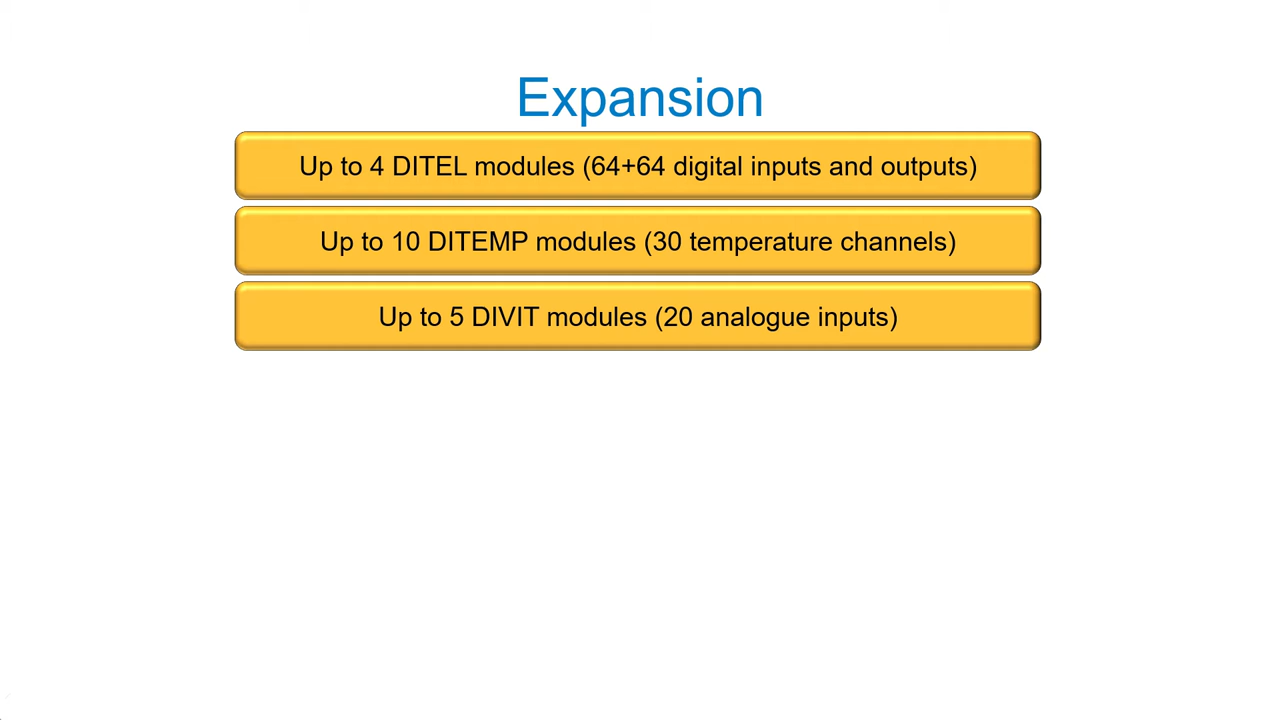 Expansion
Up to 4 DITEL modules (64+64 digital inputs and outputs)
Up to 10 DITEMP modules (30 temperature channels)
Up to 5 DIVIT modules (20 analogue inputs)